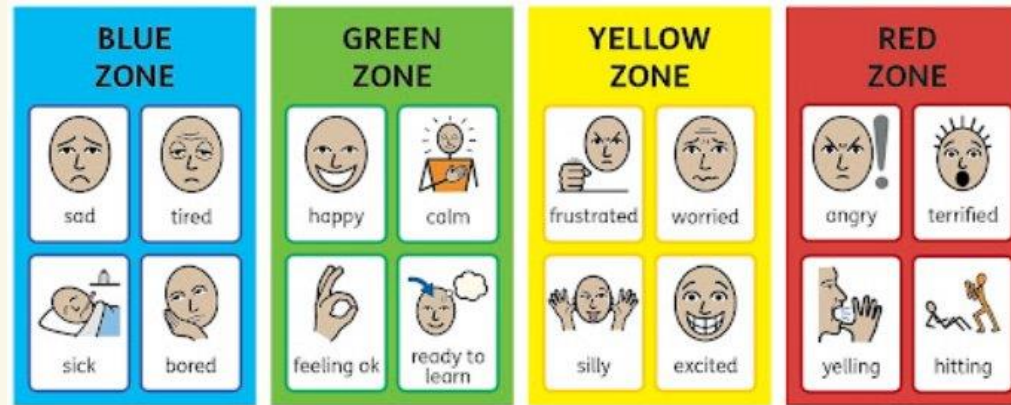 BLUE
ZONE
sad
tired
sick
bored
GREEN
ZONE
happy
calm
feeling ok
ready to
learn
YELLOW
ZONE
frustrated
worried
silly
excited
RED
ZONE
angry
terrified
yelling
hitting